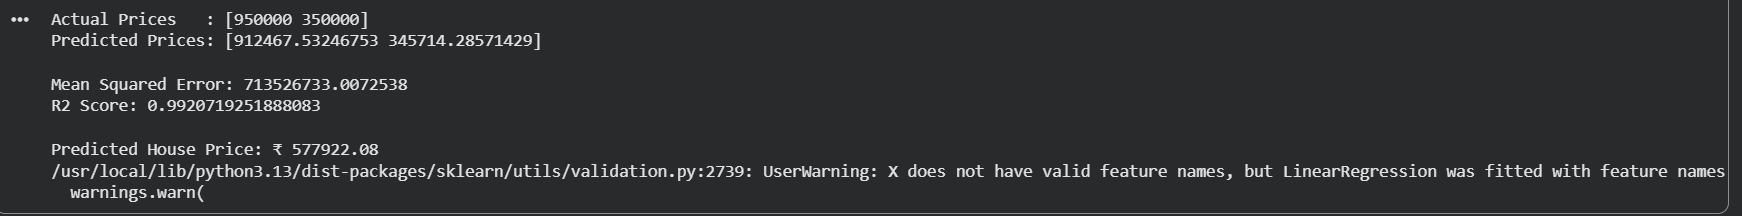 Actual Prices   : [950000 350000]
Predicted Prices: [912467.53246753 345714.28571429]
Mean Squared Error: 713526733.0072538
R2 Score: 0.9920719251888083
Predicted House Price: ₹ 577922.08
/usr/local/lib/python3.13/dist-packages/sklearn/utils/validation.py:2739: UserWarning: X does not have valid feature names, but LinearRegression was fitted with feature names
  warnings.warn(